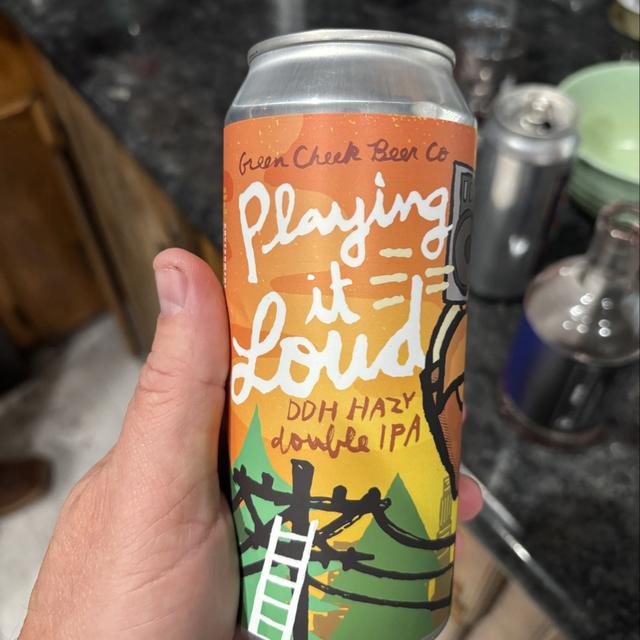 Green Cheek Beer Co
Playing
it
Loud
DDH HAZY
double IPA